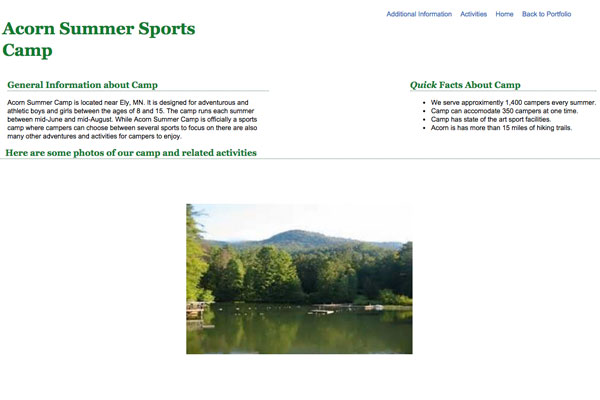 Additional Information Activities Home Back to Portfolio
Acorn Summer Sports
Camp
General Information about Camp
Acorn Summer Camp is located near Ely, MN. It is designed for adventurous and
athletic boys and girls between the ages of 8 and 15. The camp runs each summer
between mid-June and mid-August. While Acorn Summer Camp is officially a sports
camp where campers can choose between several sports to focus on there are also
many other adventures and activities for campers to enjoy.
Quick Facts About Camp
We serve approximently 1,400 campers every summer.
Camp can accomodate 350 campers at one time.
Camp has state of the art sport facilities.
Acorn is has more than 15 miles of hiking trails.
Here are some photos of our camp and related activities